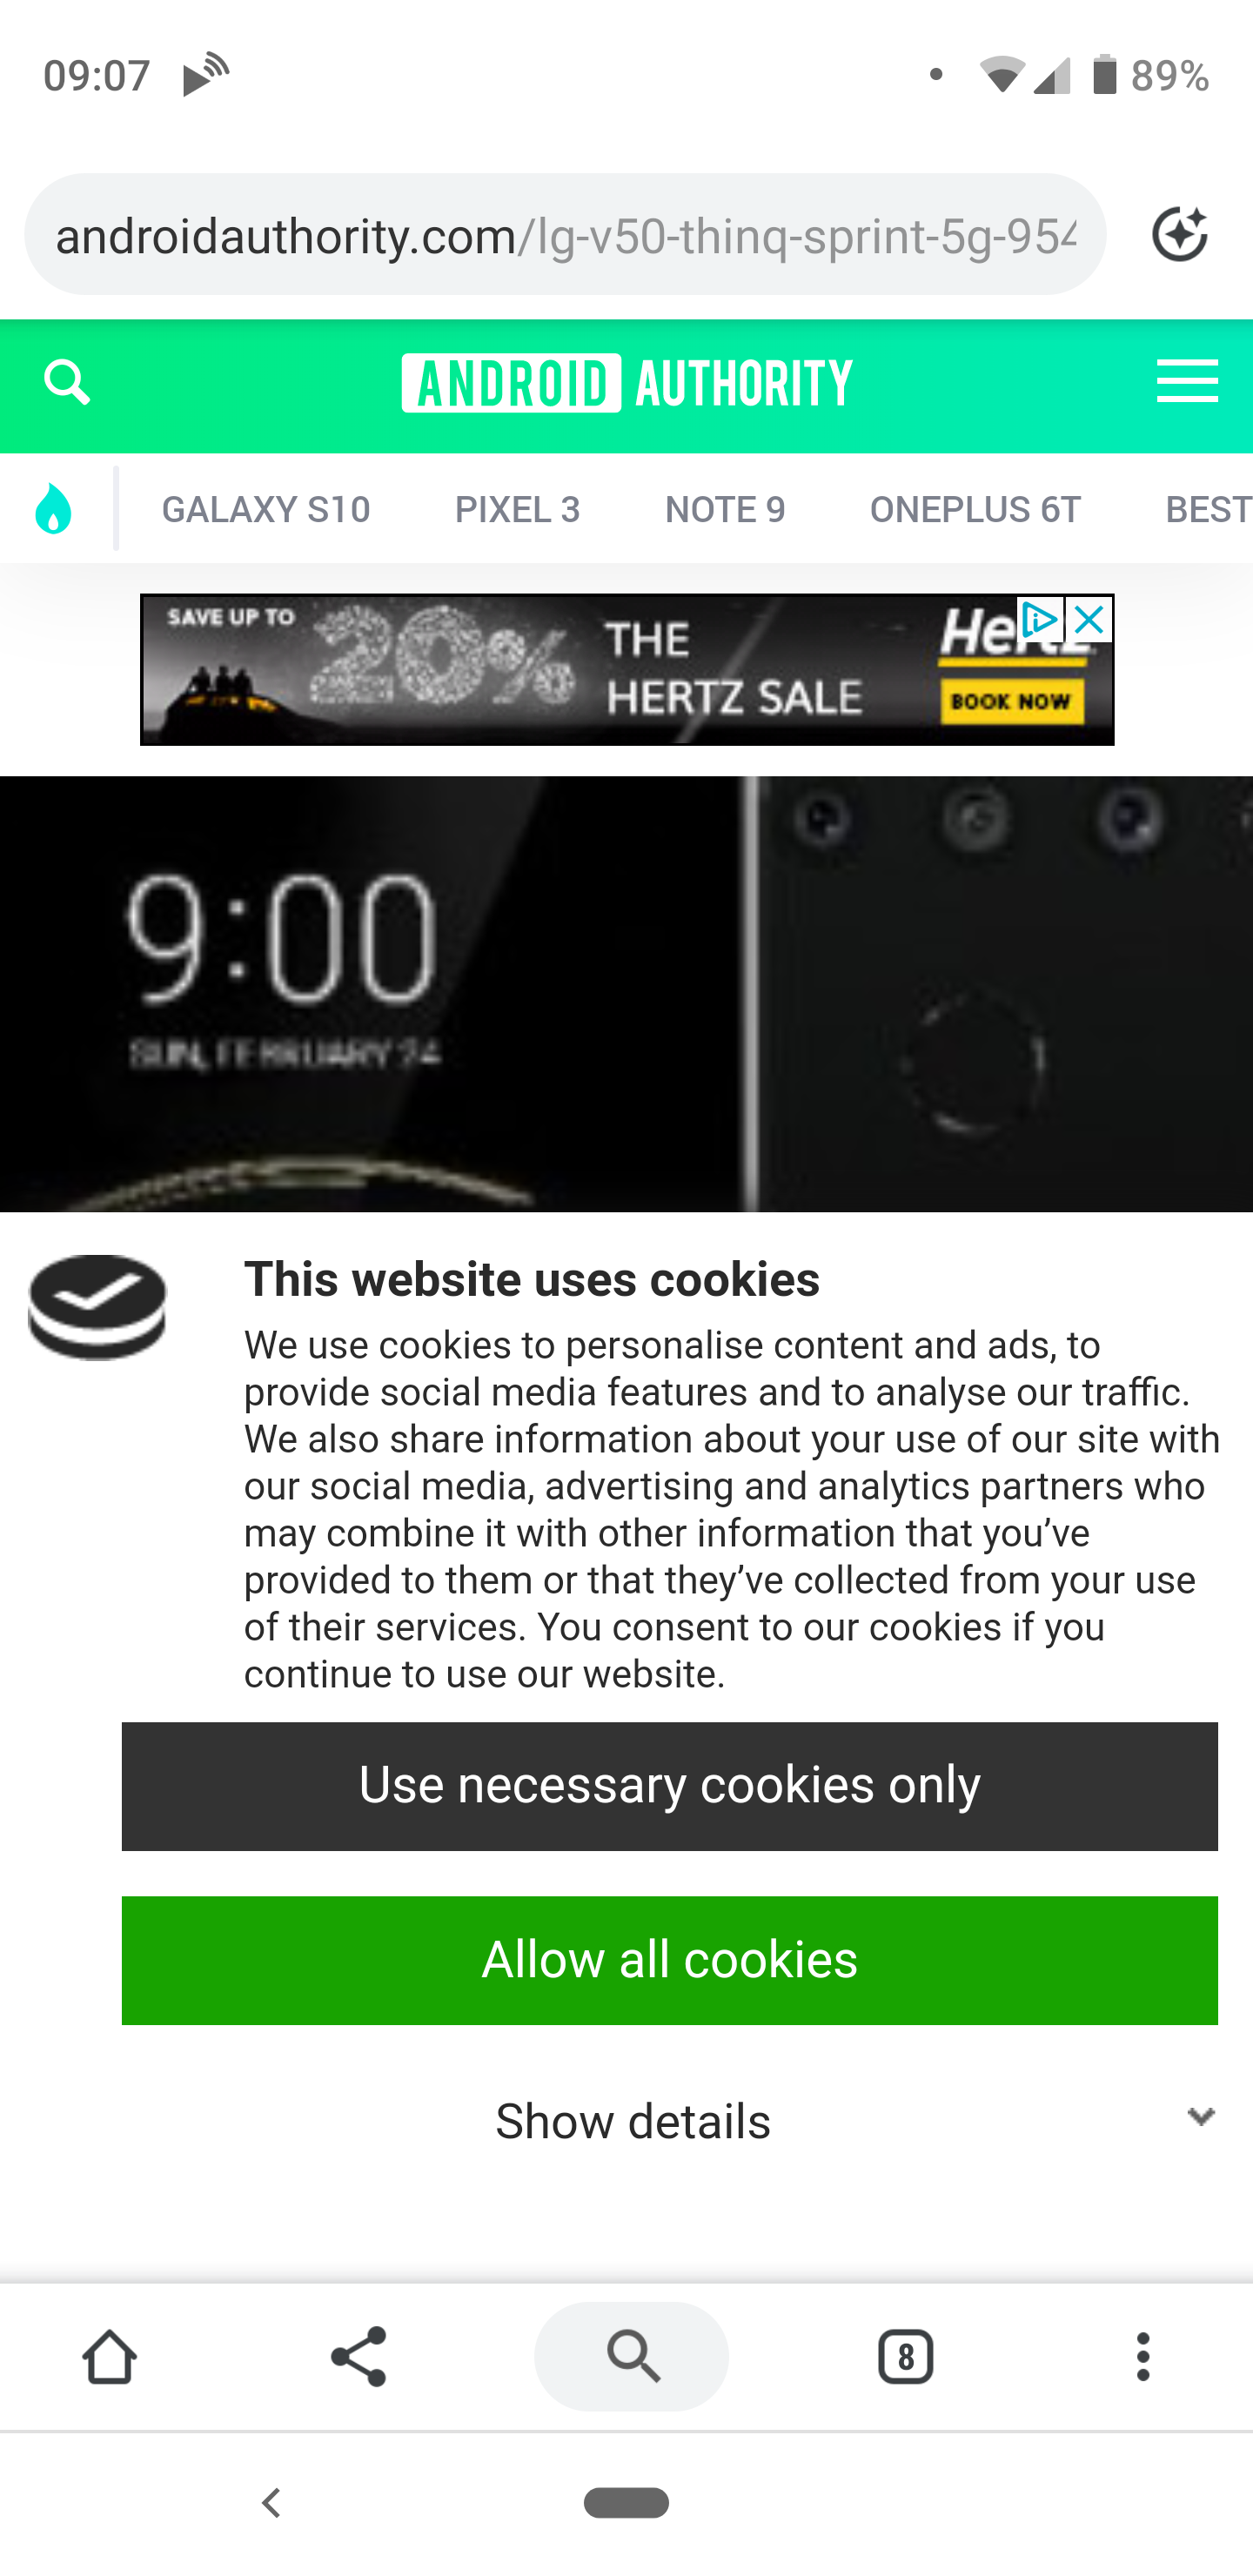 09:07
89%
androidauthority.com/lg-v50-thinq-sprint-5g-954
ANDROID AUTHORITY
GALAXY S10 PIXEL 3 NOTE 9 ONEPLUS 6T BEST
SAVE UP TO 20% THE HERTZ SALE
BOOK NOW
9:00
SUN, FEBRUARY 24
This website uses cookies
We use cookies to personalise content and ads, to
provide social media features and to analyse our traffic.
We also share information about your use of our site with
our social media, advertising and analytics partners who
may combine it with other information that you’ve
provided to them or that they’ve collected from your use
of their services. You consent to our cookies if you
continue to use our website.
Use necessary cookies only
Allow all cookies
Show details
8